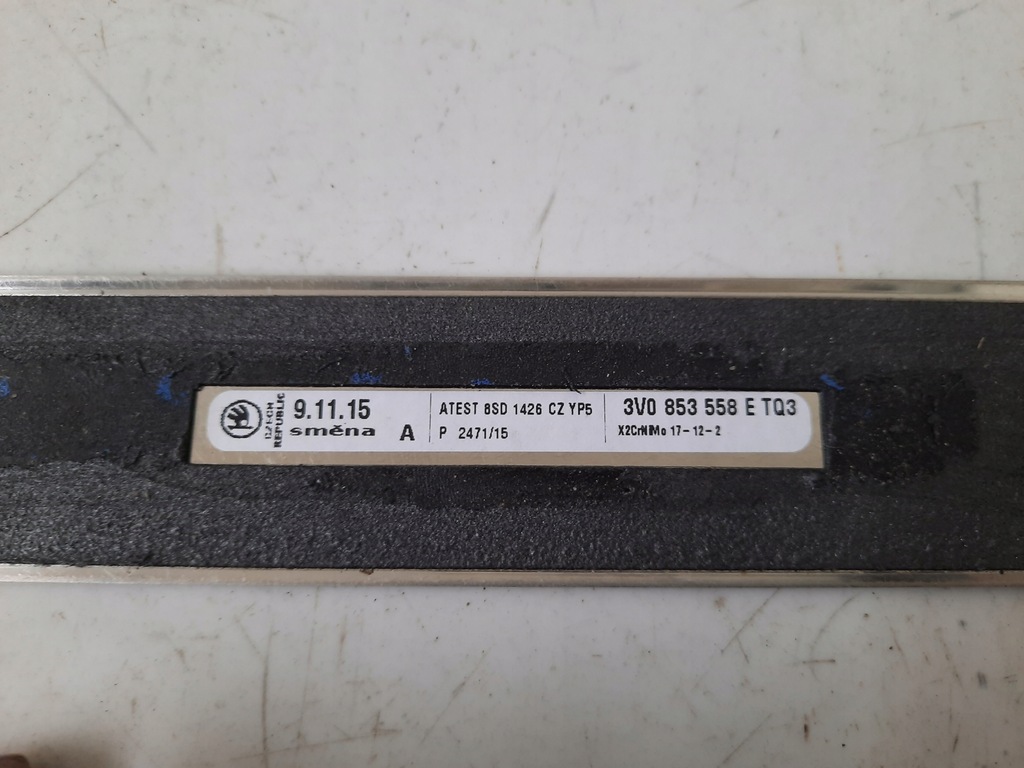 CZECH
REPUBLIC
9.11.15
směna A
ATEST 8SD 1426 CZ YP5
P 2471/15
3V0 853 558 E TQ3
X2CrNiMo 17-12-2